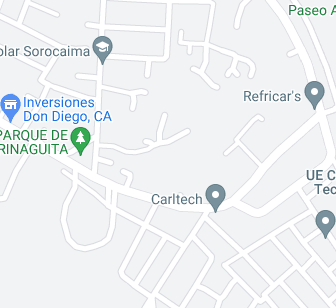 Paseo A
olar Sorocaima
Refricar's
Inversiones
Don Diego, CA
PARQUE DE
RINAGUITA
UE C
Tec
Carltech